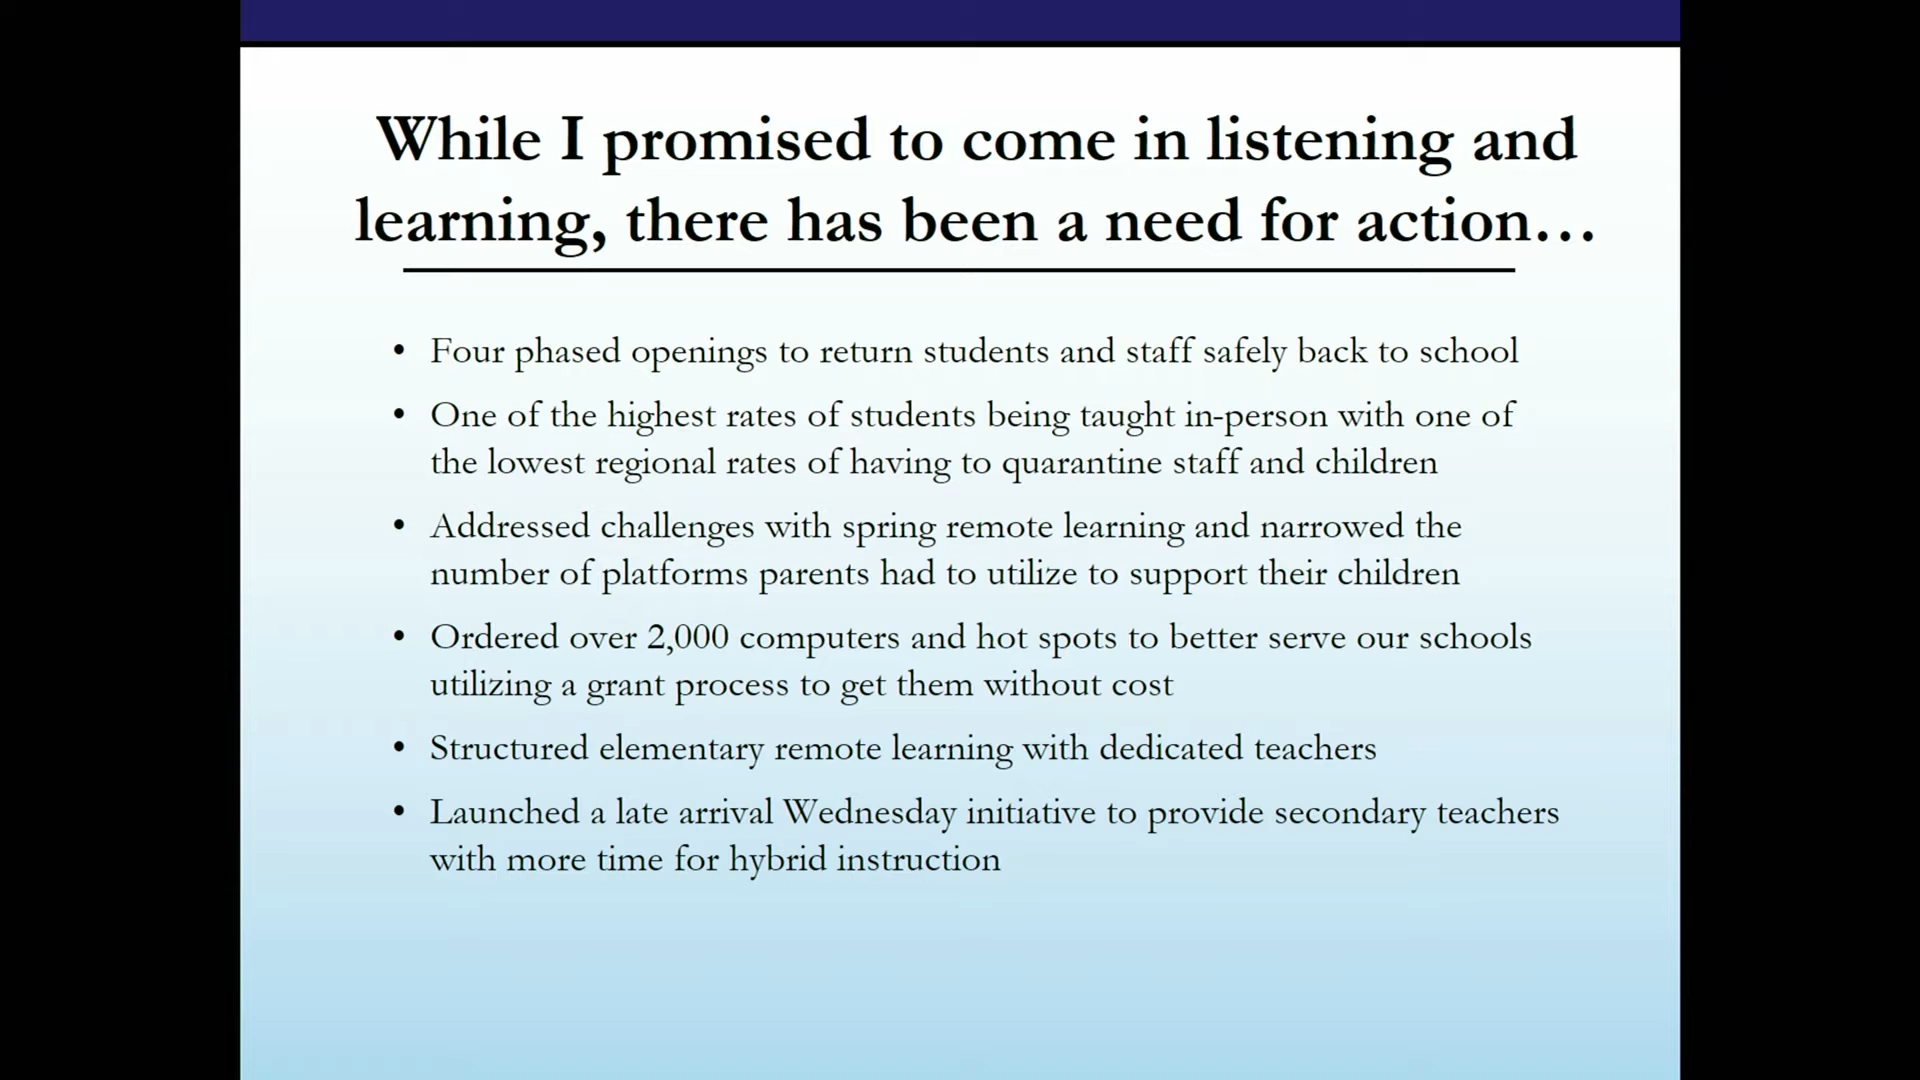 While I promised to come in listening and
learning, there has been a need for action…
• Four phased openings to return students and staff safely back to school
• One of the highest rates of students being taught in-person with one of
the lowest regional rates of having to quarantine staff and children
• Addressed challenges with spring remote learning and narrowed the
number of platforms parents had to utilize to support their children
• Ordered over 2,000 computers and hot spots to better serve our schools
utilizing a grant process to get them without cost
• Structured elementary remote learning with dedicated teachers
• Launched a late arrival Wednesday initiative to provide secondary teachers
with more time for hybrid instruction